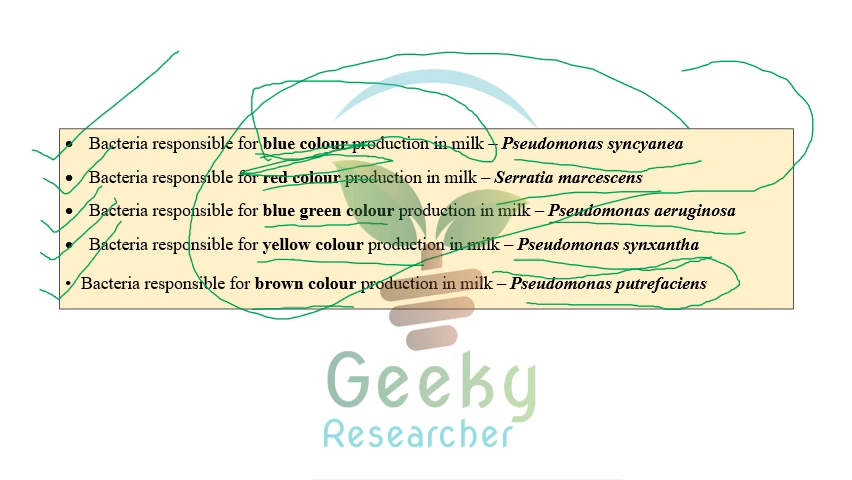 • Bacteria responsible for blue colour production in milk – Pseudomonas syncyanea
• Bacteria responsible for red colour production in milk – Serratia marcescens
• Bacteria responsible for blue green colour production in milk – Pseudomonas aeruginosa
• Bacteria responsible for yellow colour production in milk – Pseudomonas synxantha
• Bacteria responsible for brown colour production in milk – Pseudomonas putrefaciens
Geeky
Researcher